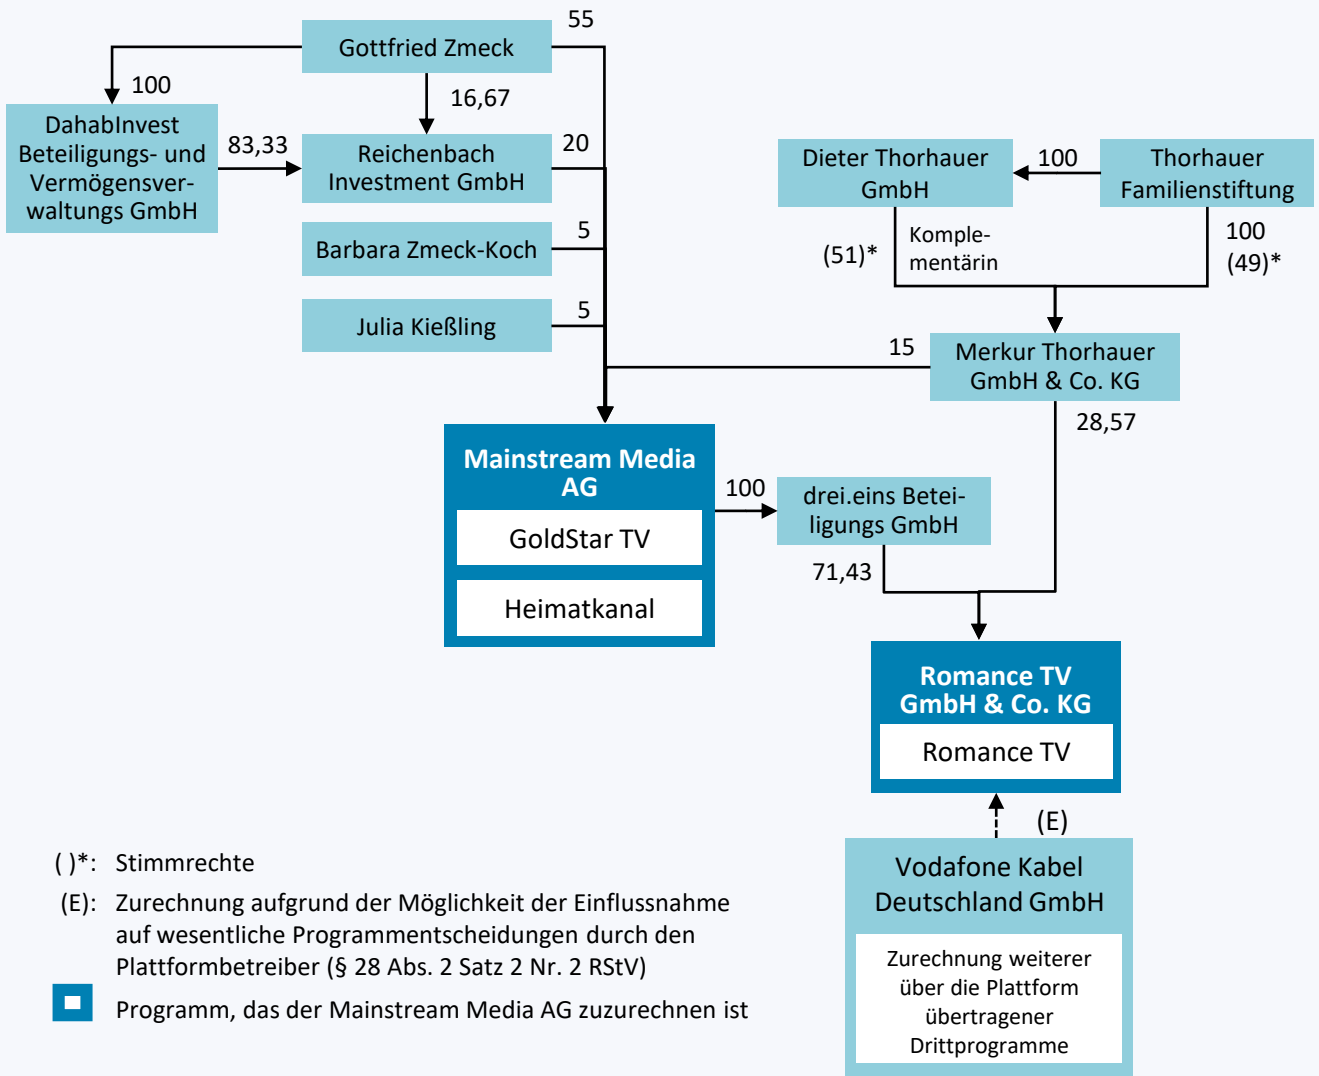 55
Gottfried Zmeck
100
16,67
DahabInvest
Beteiligungs- und
Vermögensver-
waltungs GmbH
83,33
Reichenbach
Investment GmbH
20
Barbara Zmeck-Koch
5
Julia Kießling
5
Dieter Thorhauer
GmbH
100
Thorhauer
Familienstiftung
(51)*
Komple-
mentärin
100
(49)*
15
Merkur Thorhauer
GmbH & Co. KG
28,57
Mainstream Media
AG
GoldStar TV
Heimatkanal
100
drei.eins Betei-
ligungs GmbH
71,43
Romance TV
GmbH & Co. KG
Romance TV
(E)
Vodafone Kabel
Deutschland GmbH
Zurechnung weiterer
über die Plattform
übertragener
Drittprogramme
( )*: Stimmrechte
(E): Zurechnung aufgrund der Möglichkeit der Einflussnahme
auf wesentliche Programmentscheidungen durch den
Plattformbetreiber (§ 28 Abs. 2 Satz 2 Nr. 2 RStV)
Programm, das der Mainstream Media AG zuzurechnen ist